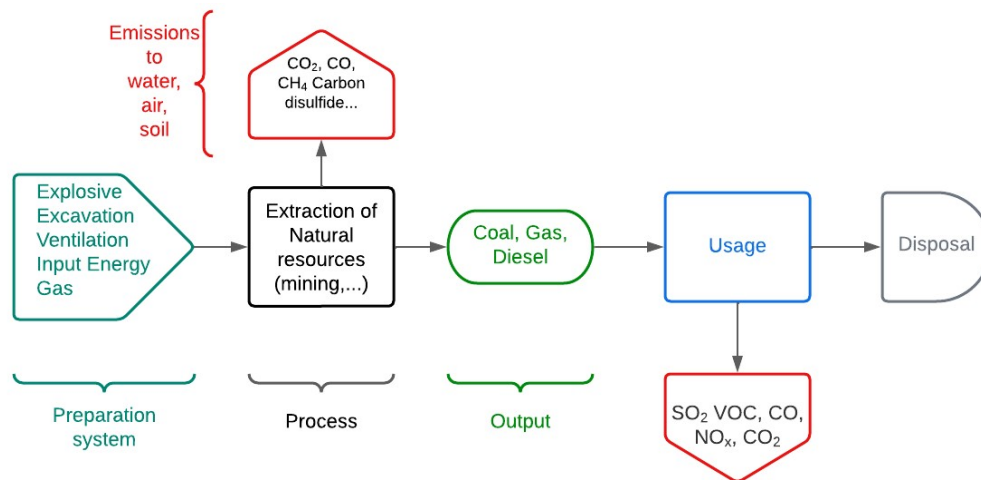 Emissions
to
water,
air,
soil
CO₂, CO,
CH₄ Carbon
disulfide...
Explosive
Excavation
Ventilation
Input Energy
Gas
Extraction of
Natural
resources
(mining,...)
Coal, Gas,
Diesel
Usage
Disposal
Preparation
system
Process
Output
SO₂ VOC, CO,
NOₓ, CO₂